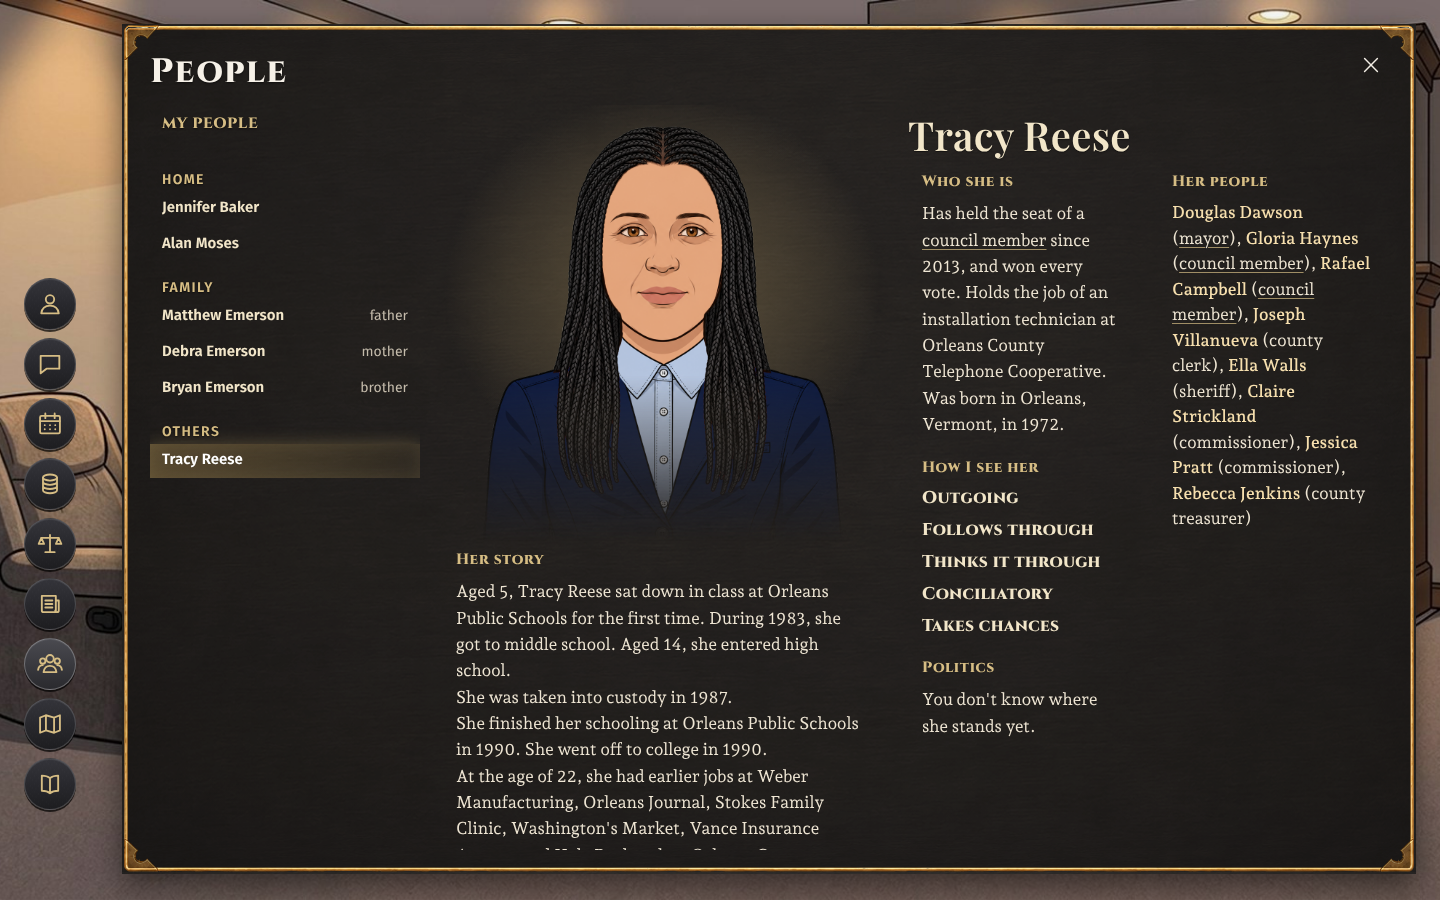 People
My people
HOME
Jennifer Baker
Alan Moses
FAMILY
Matthew Emerson father
Debra Emerson mother
Bryan Emerson brother
OTHERS
Tracy Reese
Her story
Aged 5, Tracy Reese sat down in class at Orleans
Public Schools for the first time. During 1983, she
got to middle school. Aged 14, she entered high
school.
She was taken into custody in 1987.
She finished her schooling at Orleans Public Schools
in 1990. She went off to college in 1990.
At the age of 22, she had earlier jobs at Weber
Manufacturing, Orleans Journal, Stokes Family
Clinic, Washington's Market, Vance Insurance
Tracy Reese
Who she is
Has held the seat of a
council member since
2013, and won every
vote. Holds the job of an
installation technician at
Orleans County
Telephone Cooperative.
Was born in Orleans,
Vermont, in 1972.
How I see her
Outgoing
Follows through
Thinks it through
Conciliatory
Takes chances
Politics
You don't know where
she stands yet.
Her people
Douglas Dawson
(mayor), Gloria Haynes
(council member), Rafael
Campbell (council
member), Joseph
Villanueva (county
clerk), Ella Walls
(sheriff), Claire
Strickland
(commissioner), Jessica
Pratt (commissioner),
Rebecca Jenkins (county
treasurer)